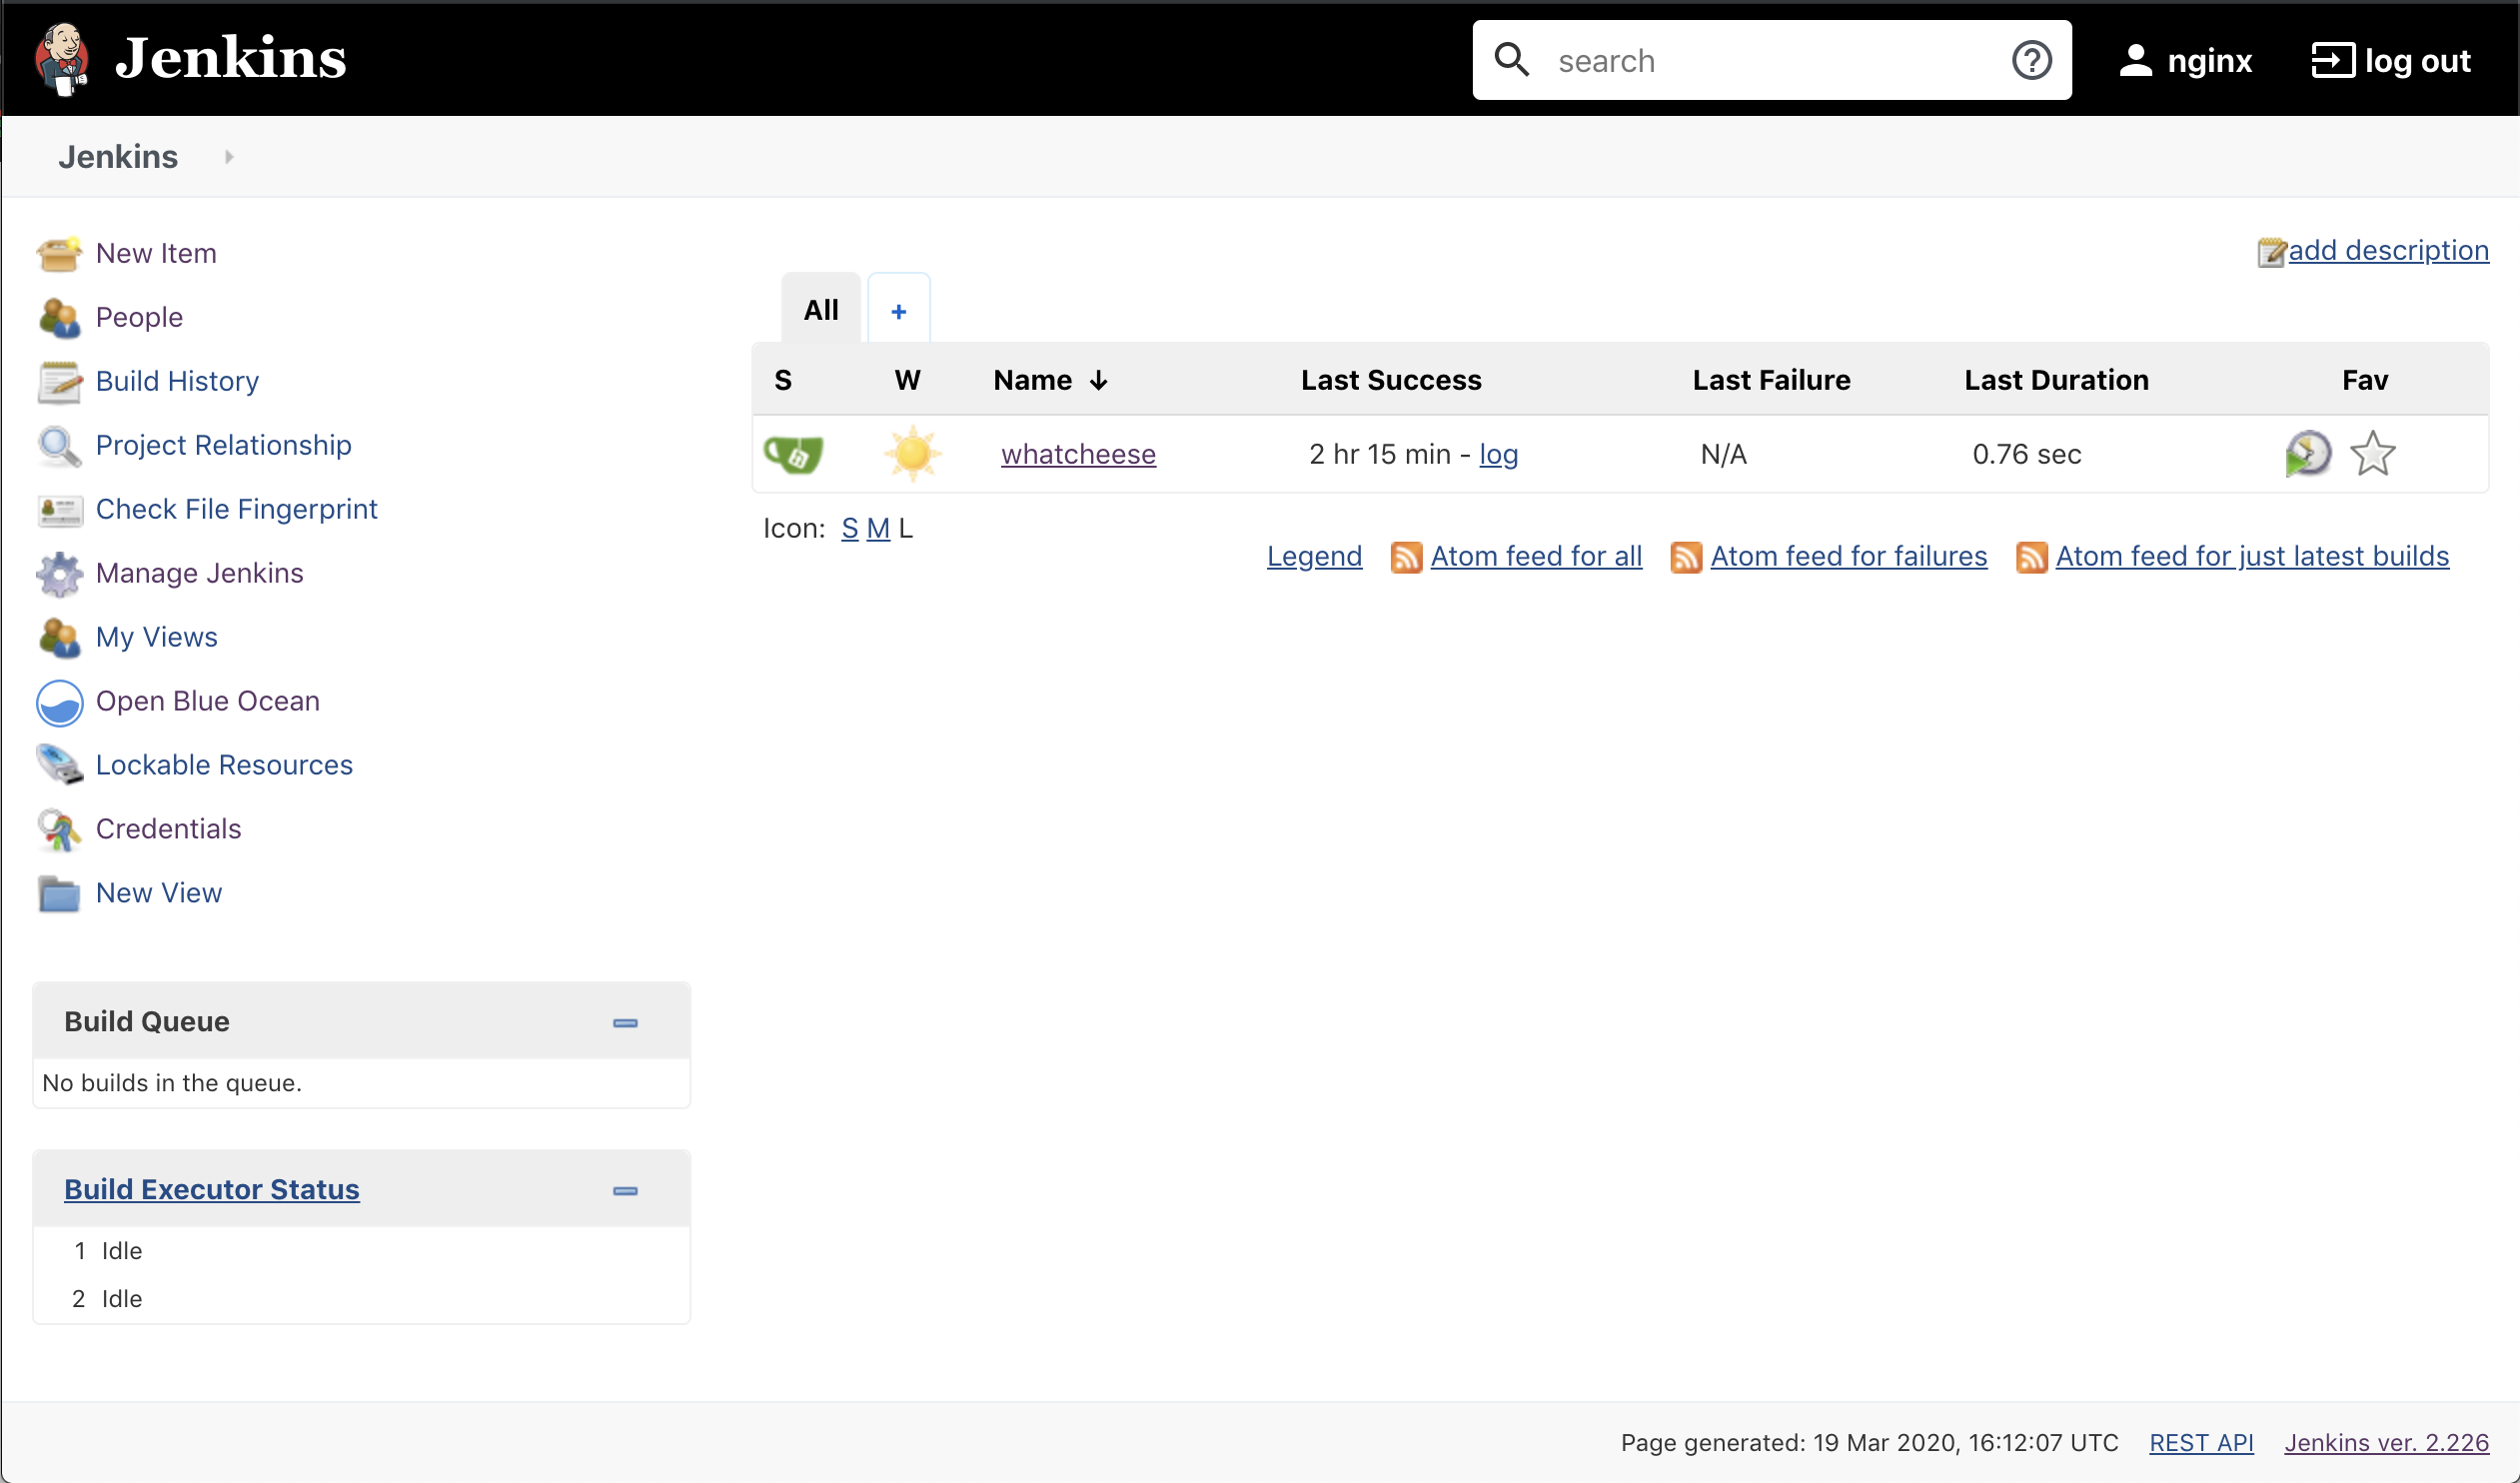 Jenkins
search
nginx
log out
Jenkins
New Item
People
Build History
Project Relationship
Check File Fingerprint
Manage Jenkins
My Views
Open Blue Ocean
Lockable Resources
Credentials
New View
Build Queue
No builds in the queue.
Build Executor Status
1 Idle
2 Idle
add description
All +
S W Name ↓ Last Success Last Failure Last Duration Fav
whatcheese 2 hr 15 min - log N/A 0.76 sec
Icon: S M L
Legend Atom feed for all Atom feed for failures Atom feed for just latest builds
Page generated: 19 Mar 2020, 16:12:07 UTC REST API Jenkins ver. 2.226